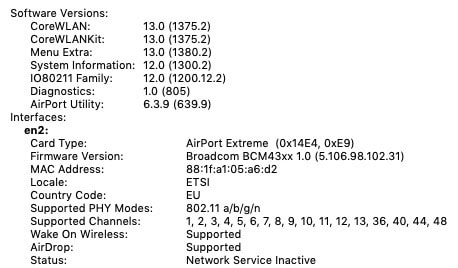 Software Versions:
CoreWLAN: 13.0 (1375.2)
CoreWLANKit: 13.0 (1375.2)
Menu Extra: 13.0 (1380.2)
System Information: 12.0 (1300.2)
IO80211 Family: 12.0 (1200.12.2)
Diagnostics: 1.0 (805)
AirPort Utility: 6.3.9 (639.9)
Interfaces:
en2:
Card Type: AirPort Extreme (0x14E4, 0xE9)
Firmware Version: Broadcom BCM43xx 1.0 (5.106.98.102.31)
MAC Address: 88:1f:a1:05:a6:d2
Locale: ETSI
Country Code: EU
Supported PHY Modes: 802.11 a/b/g/n
Supported Channels: 1, 2, 3, 4, 5, 6, 7, 8, 9, 10, 11, 12, 13, 36, 40, 44, 48
Wake On Wireless: Supported
AirDrop: Supported
Status: Network Service Inactive